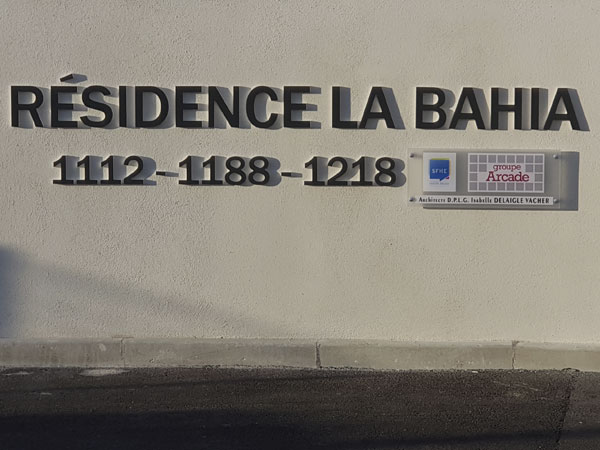 RÉSIDENCE LA BAHIA
1112 - 1188 - 1218
SFHE
groupe
Arcade
Architecte D.P.L.G. Isabelle DELAIGLE VACHER